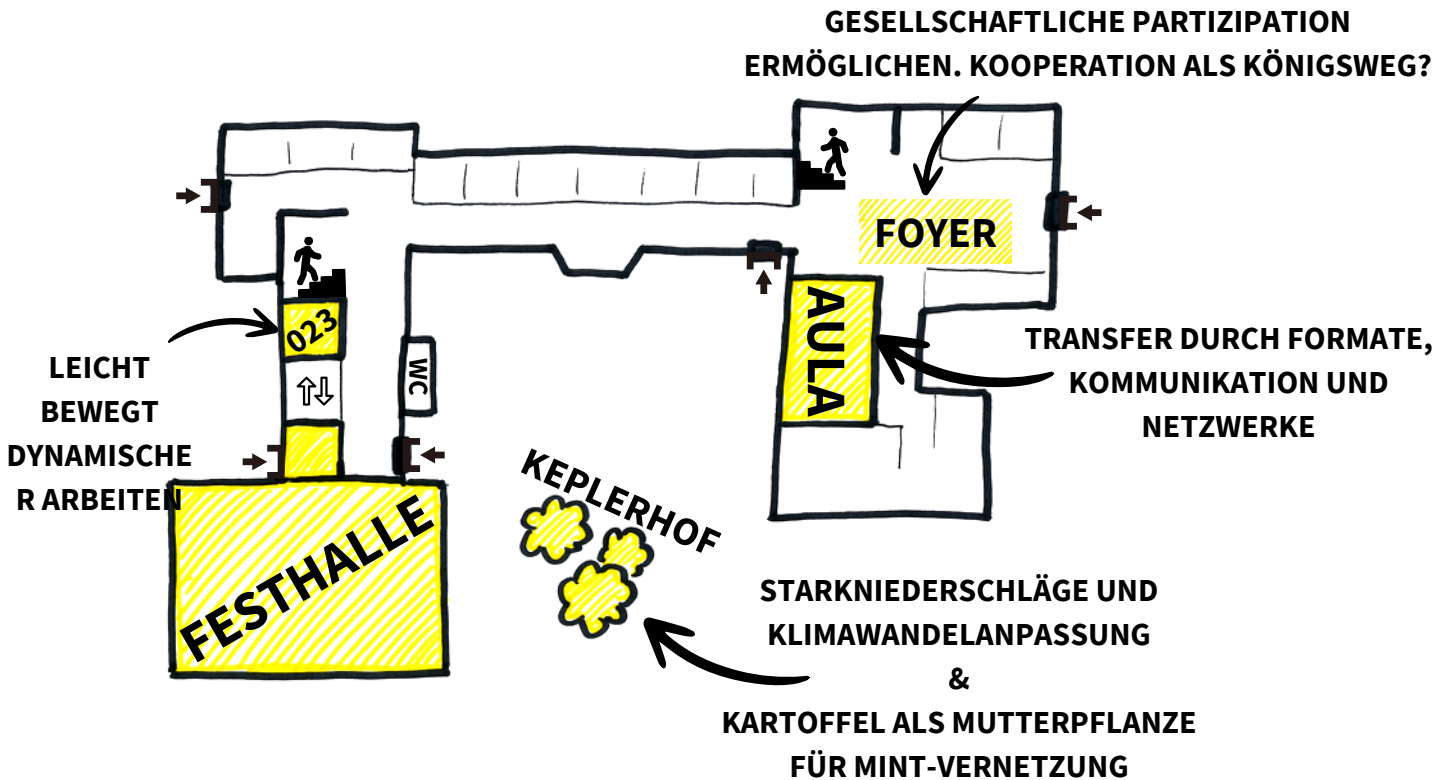 GESELLSCHAFTLICHE PARTIZIPATION
ERMÖGLICHEN. KOOPERATION ALS KÖNIGSWEG?
FOYER
AULA
TRANSFER DURCH FORMATE,
KOMMUNIKATION UND
NETZWERKE
023
LEICHT
BEWEGT
DYNAMISCHE
R ARBEITEN
WC
FESTHALLE
KEPLERHOF
STARKNIEDERSCHLÄGE UND
KLIMAWANDELANPASSUNG
&
KARTOFFEL ALS MUTTERPFLANZE
FÜR MINT-VERNETZUNG